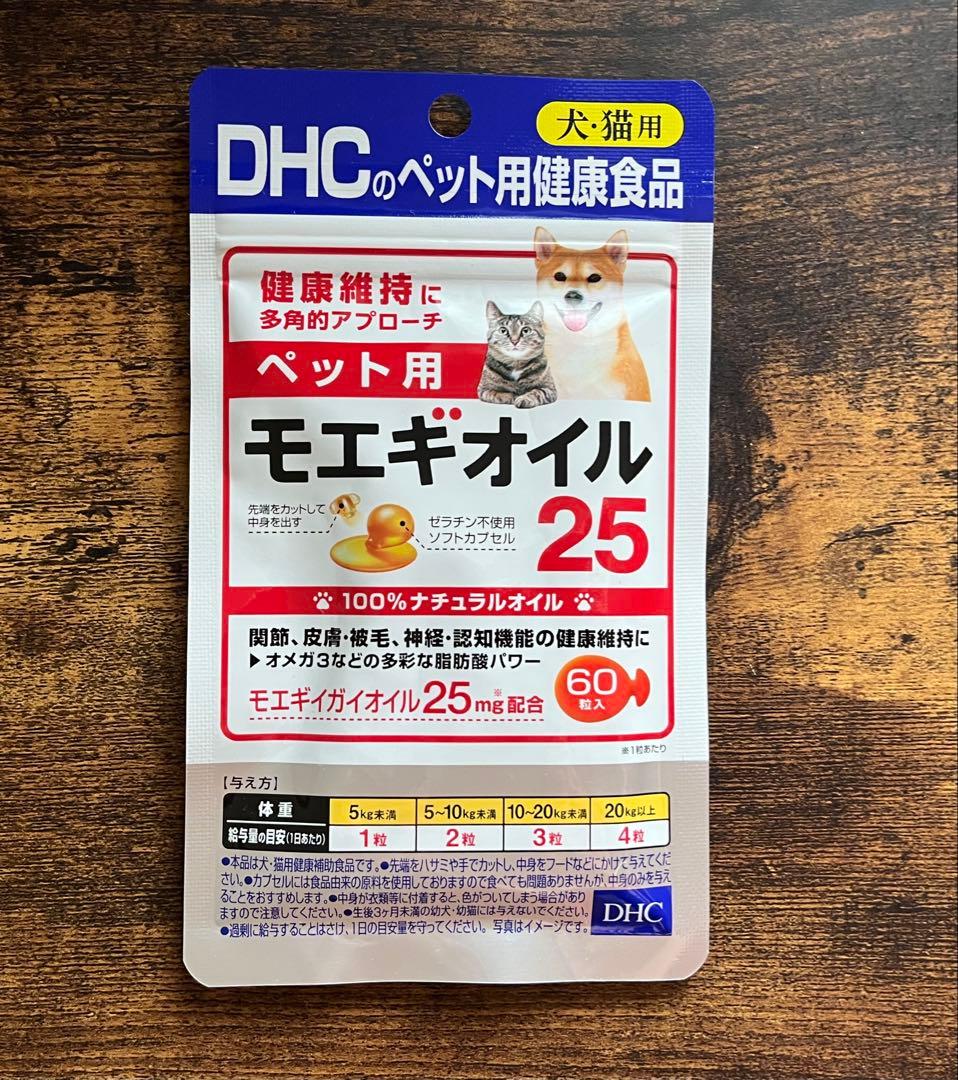 犬・猫用
DHCのペット用健康食品
健康維持に
多角的アプローチ
ペット用
モエギオイル
25
先端をカットして
中身を出す
ゼラチン不使用
ソフトカプセル
100%ナチュラルオイル
関節、皮膚・被毛、神経・認知機能の健康維持に
▶オメガ3などの多彩な脂肪酸パワー
モエギイガイオイル25mg※配合
60
粒入
※1粒あたり
【与え方】
体重 5kg未満 5〜10kg未満 10〜20kg未満 20kg以上
給与量の目安(1日あたり) 1粒 2粒 3粒 4粒
●本品は犬・猫用健康補助食品です。●先端をハサミや手でカットし、中身をフードなどにかけて与えてくだ
さい。●カプセルには食品由来の原料を使用しておりますので食べても問題ありませんが、中身のみを与え
ることをおすすめします。●中身が衣類等に付着すると、色がついてしまう場合があり
ますので注意してください。●生後3ヶ月未満の幼犬・幼猫には与えないでください。
●過剰に給与することはさけ、1日の目安量を守ってください。写真はイメージです。
DHC